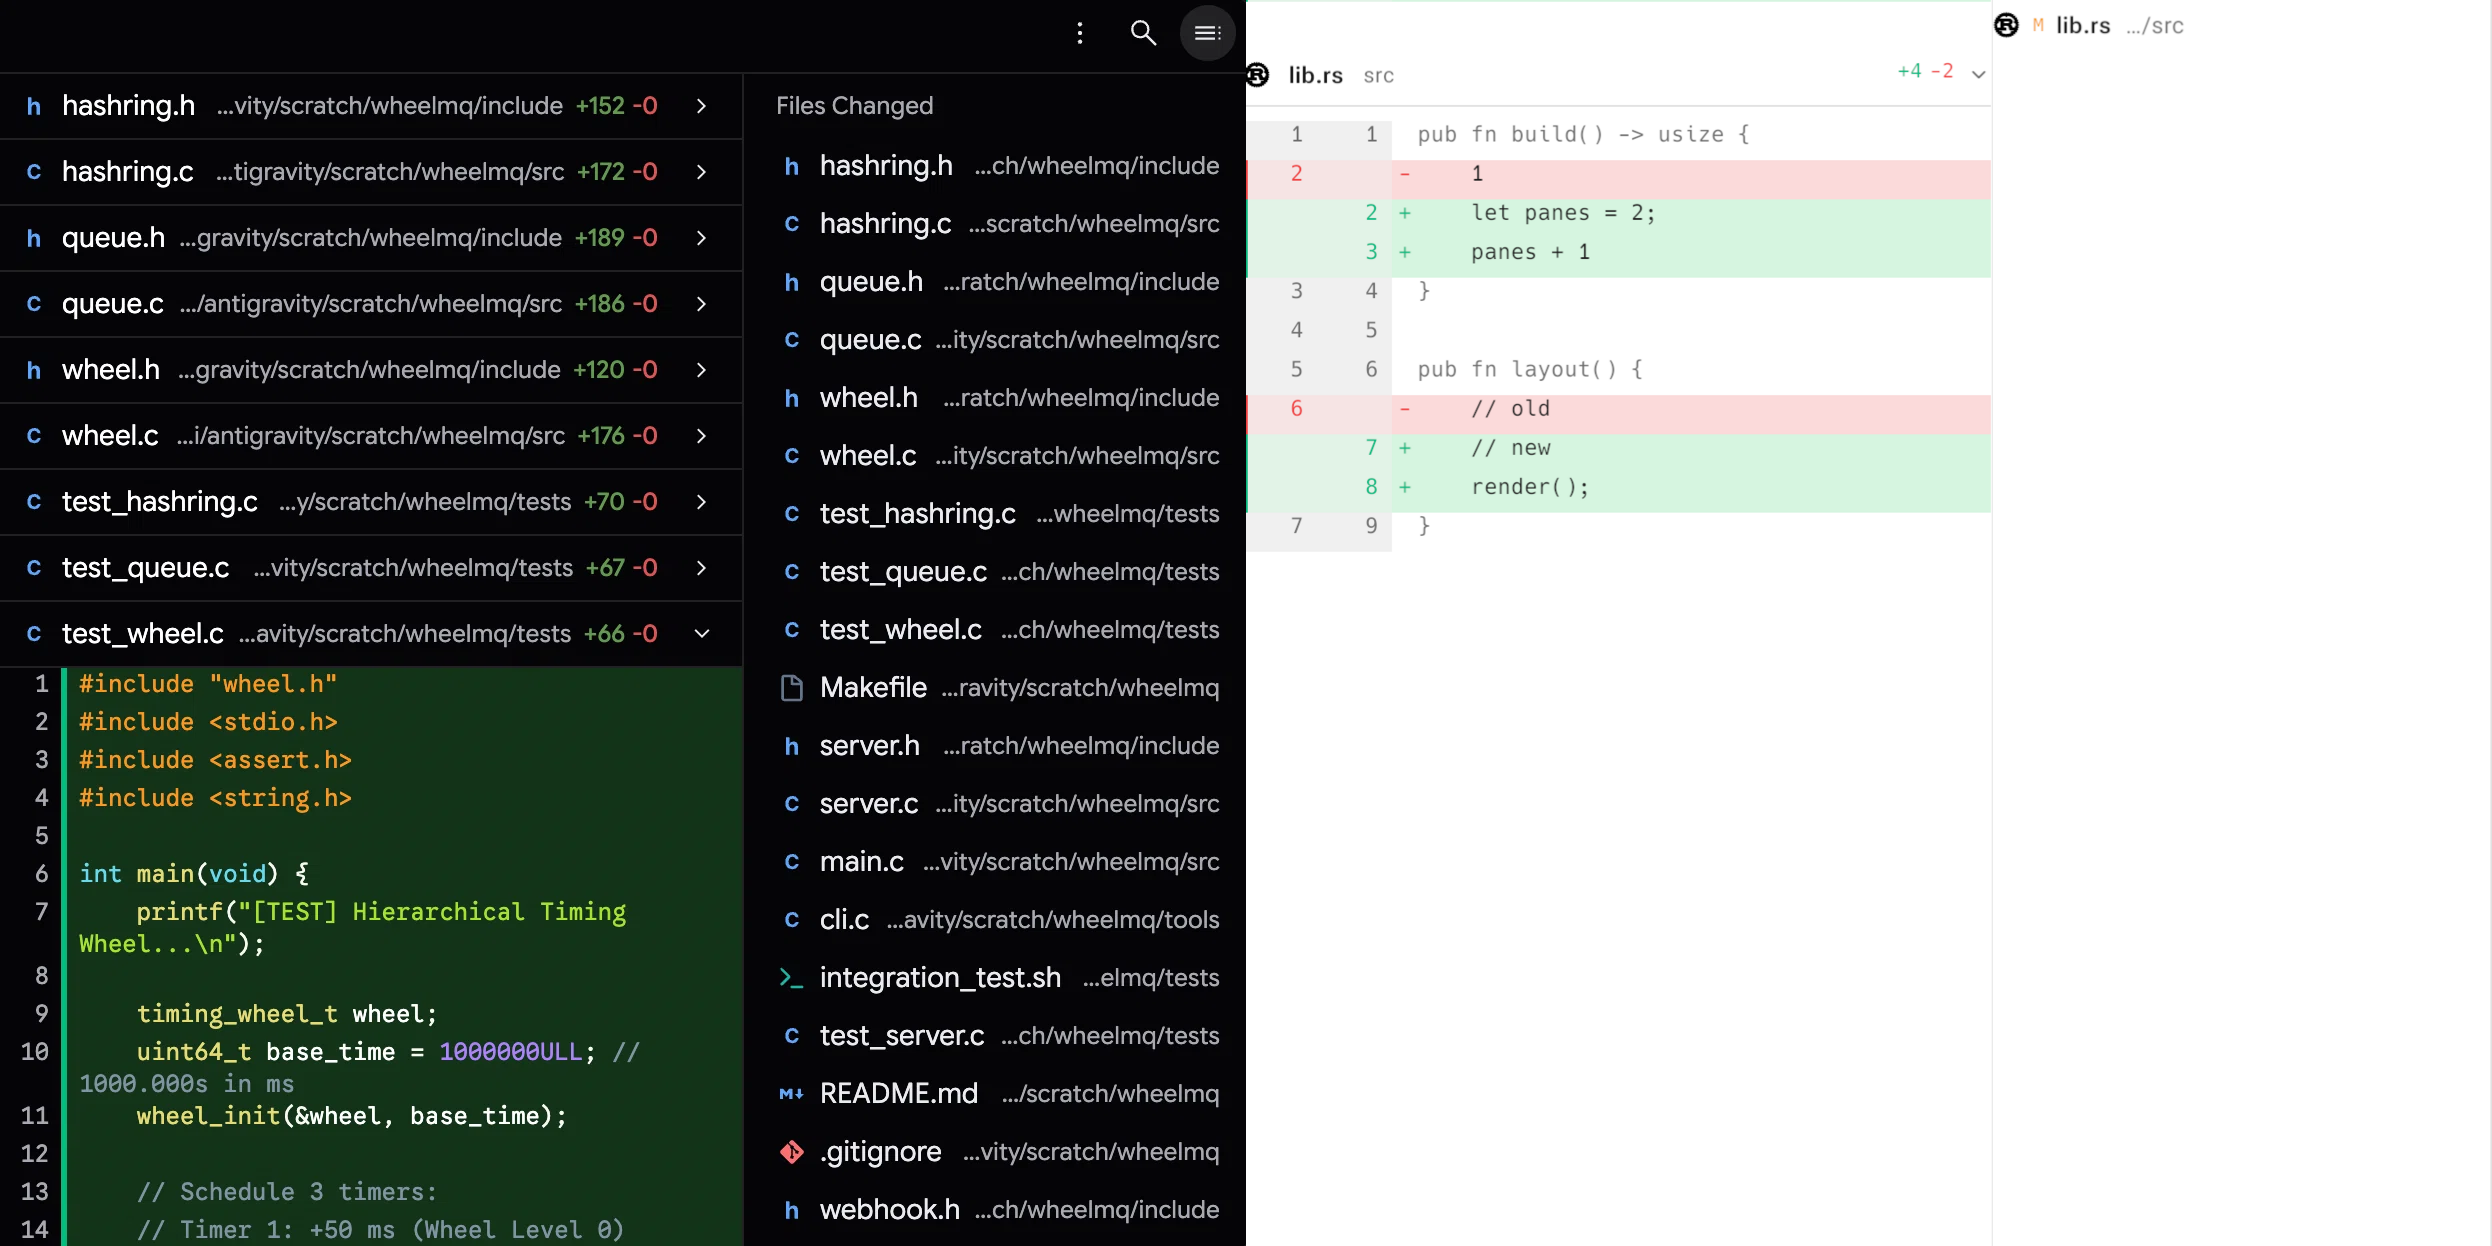 h hashring.h ...vity/scratch/wheelmq/include +152 -0
C hashring.c ...tigravity/scratch/wheelmq/src +172 -0
h queue.h ...gravity/scratch/wheelmq/include +189 -0
C queue.c .../antigravity/scratch/wheelmq/src +186 -0
h wheel.h ...gravity/scratch/wheelmq/include +120 -0
C wheel.c ...i/antigravity/scratch/wheelmq/src +176 -0
C test_hashring.c ...y/scratch/wheelmq/tests +70 -0
C test_queue.c ...vity/scratch/wheelmq/tests +67 -0
C test_wheel.c ...avity/scratch/wheelmq/tests +66 -0
1 #include "wheel.h"
2 #include <stdio.h>
3 #include <assert.h>
4 #include <string.h>
5
6 int main(void) {
7     printf("[TEST] Hierarchical Timing
Wheel...\n");
8
9     timing_wheel_t wheel;
10     uint64_t base_time = 1000000ULL; //
1000.000s in ms
11     wheel_init(&wheel, base_time);
12
13     // Schedule 3 timers:
14     // Timer 1: +50 ms (Wheel Level 0)
Files Changed
h hashring.h ...ch/wheelmq/include
C hashring.c ...scratch/wheelmq/src
h queue.h ...ratch/wheelmq/include
C queue.c ...ity/scratch/wheelmq/src
h wheel.h ...ratch/wheelmq/include
C wheel.c ...ity/scratch/wheelmq/src
C test_hashring.c ...wheelmq/tests
C test_queue.c ...ch/wheelmq/tests
C test_wheel.c ...ch/wheelmq/tests
Makefile ...ravity/scratch/wheelmq
h server.h ...ratch/wheelmq/include
C server.c ...ity/scratch/wheelmq/src
C main.c ...vity/scratch/wheelmq/src
C cli.c ...avity/scratch/wheelmq/tools
>_ integration_test.sh ...elmq/tests
C test_server.c ...ch/wheelmq/tests
M↓ README.md .../scratch/wheelmq
.gitignore ...vity/scratch/wheelmq
h webhook.h ...ch/wheelmq/include
R lib.rs src +4 -2
1 1 pub fn build() -> usize {
2 -     1
2 +     let panes = 2;
3 +     panes + 1
3 4 }
4 5
5 6 pub fn layout() {
6 -     // old
7 +     // new
8 +     render();
7 9 }
R M lib.rs .../src